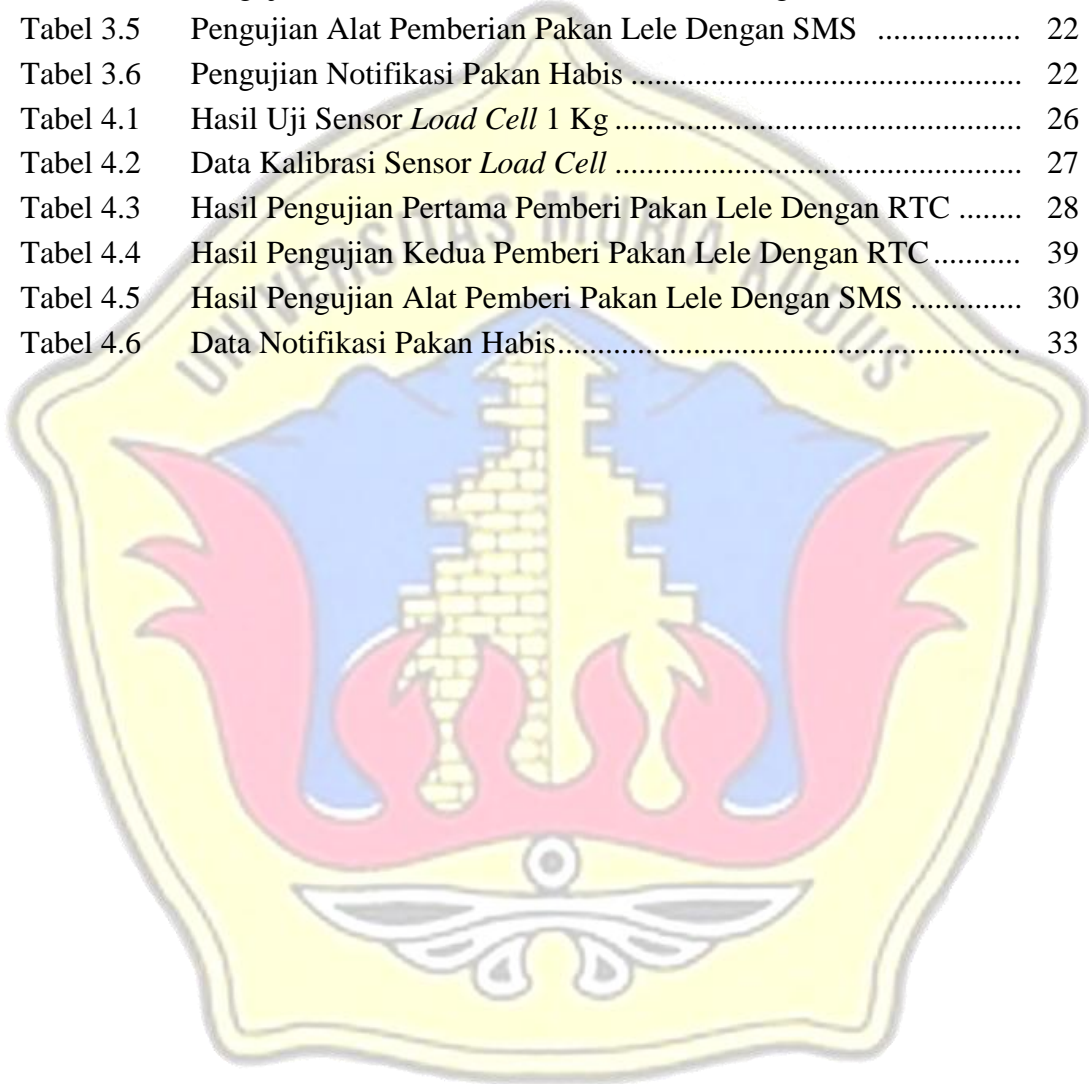 Tabel 3.5 Pengujian Alat Pemberian Pakan Lele Dengan SMS ................. 22
Tabel 3.6 Pengujian Notifikasi Pakan Habis ............................................... 22
Tabel 4.1 Hasil Uji Sensor Load Cell 1 Kg ................................................. 26
Tabel 4.2 Data Kalibrasi Sensor Load Cell ................................................. 27
Tabel 4.3 Hasil Pengujian Pertama Pemberi Pakan Lele Dengan RTC ........ 28
Tabel 4.4 Hasil Pengujian Kedua Pemberi Pakan Lele Dengan RTC ........... 39
Tabel 4.5 Hasil Pengujian Alat Pemberi Pakan Lele Dengan SMS ............. 30
Tabel 4.6 Data Notifikasi Pakan Habis ........................................................ 33
UNIVERSITAS MURIA KUDUS